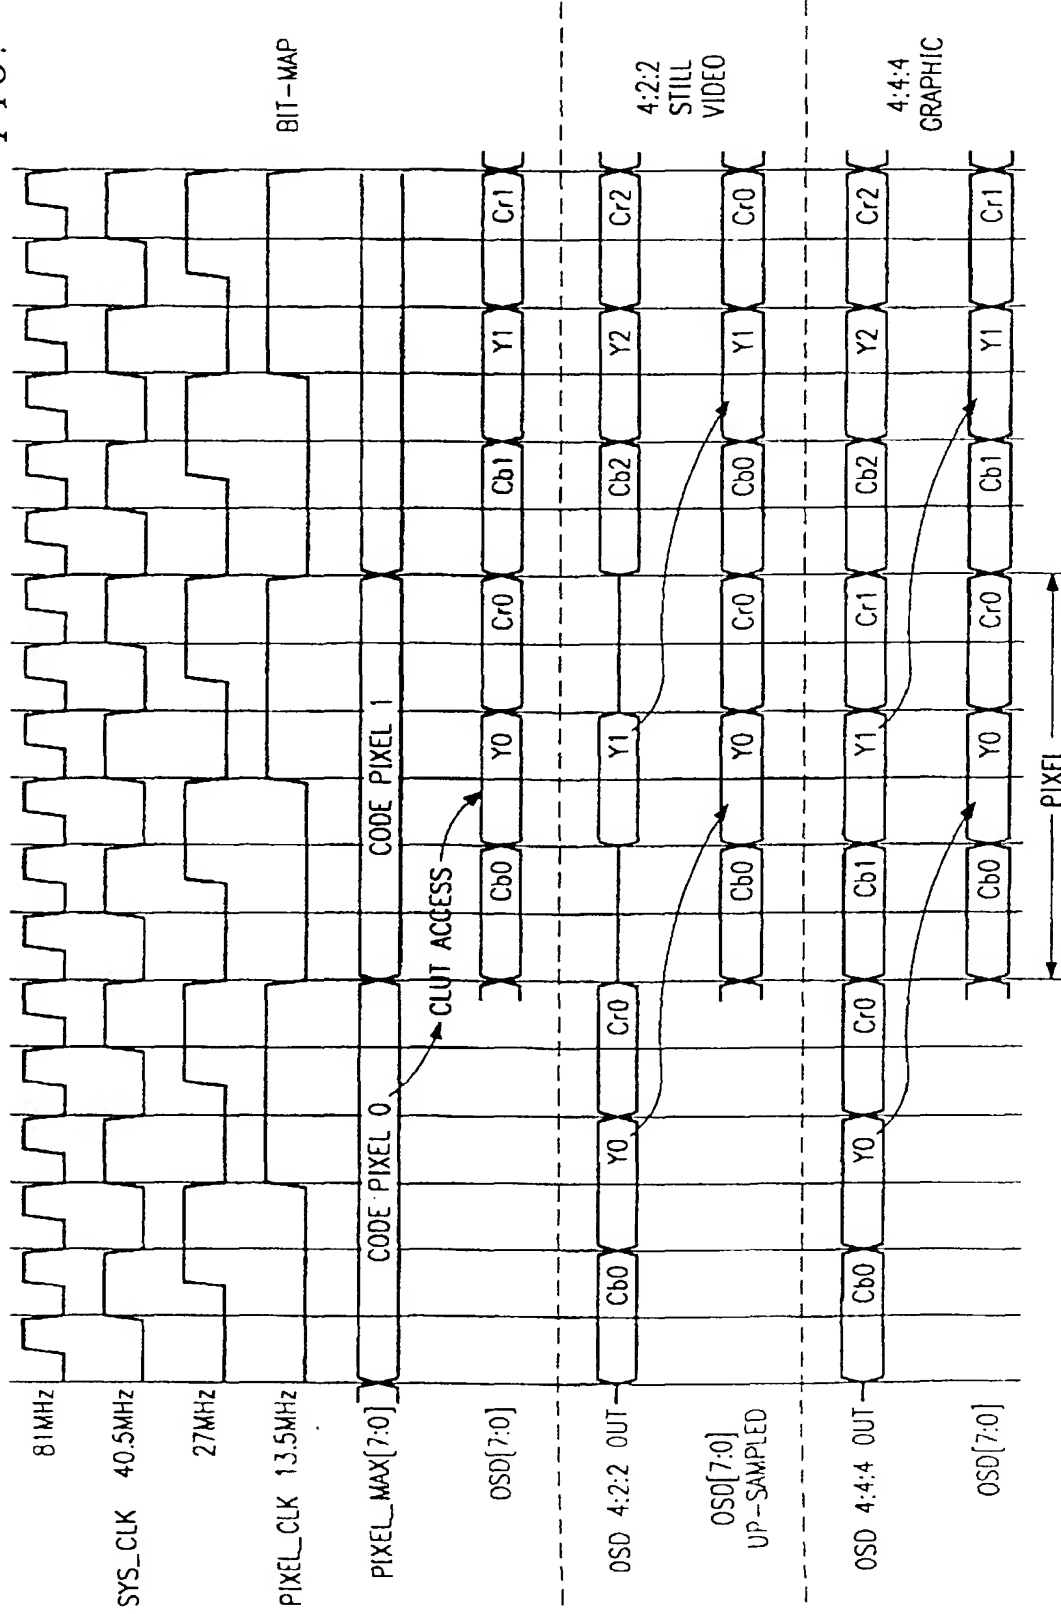 81MHz
SYS_CLK 40.5MHz
27MHz
PIXEL_CLK 13.5MHz
BIT-MAP
PIXEL_MAX[7:0] CODE PIXEL 0 CODE PIXEL 1
CLUT ACCESS
OSD[7:0] Cb0 Y0 Cr0 Cb1 Y1 Cr1
OSD 4:2:2 OUT Cb0 Y0 Cr0 Y1 Cb2 Y2 Cr2
4:2:2
STILL
VIDEO
OSD[7:0]
UP-SAMPLED
Cb0 Y0 Cr0 Cb0 Y1 Cr0
OSD 4:4:4 OUT Cb0 Y0 Cr0 Cb1 Y1 Cr1 Cb2 Y2 Cr2
4:4:4
GRAPHIC
OSD[7:0] Cb0 Y0 Cr0 Cb1 Y1 Cr1
PIXEL